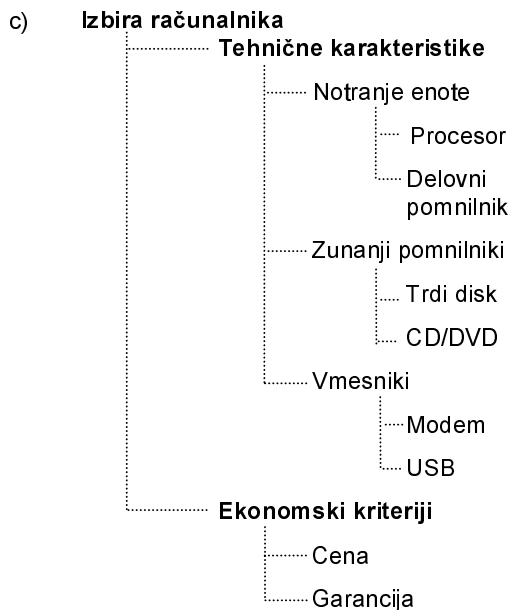 c) Izbira računalnika
Tehnične karakteristike
Notranje enote
Procesor
Delovni
pomnilnik
Zunanji pomnilniki
Trdi disk
CD/DVD
Vmesniki
Modem
USB
Ekonomski kriteriji
Cena
Garancija